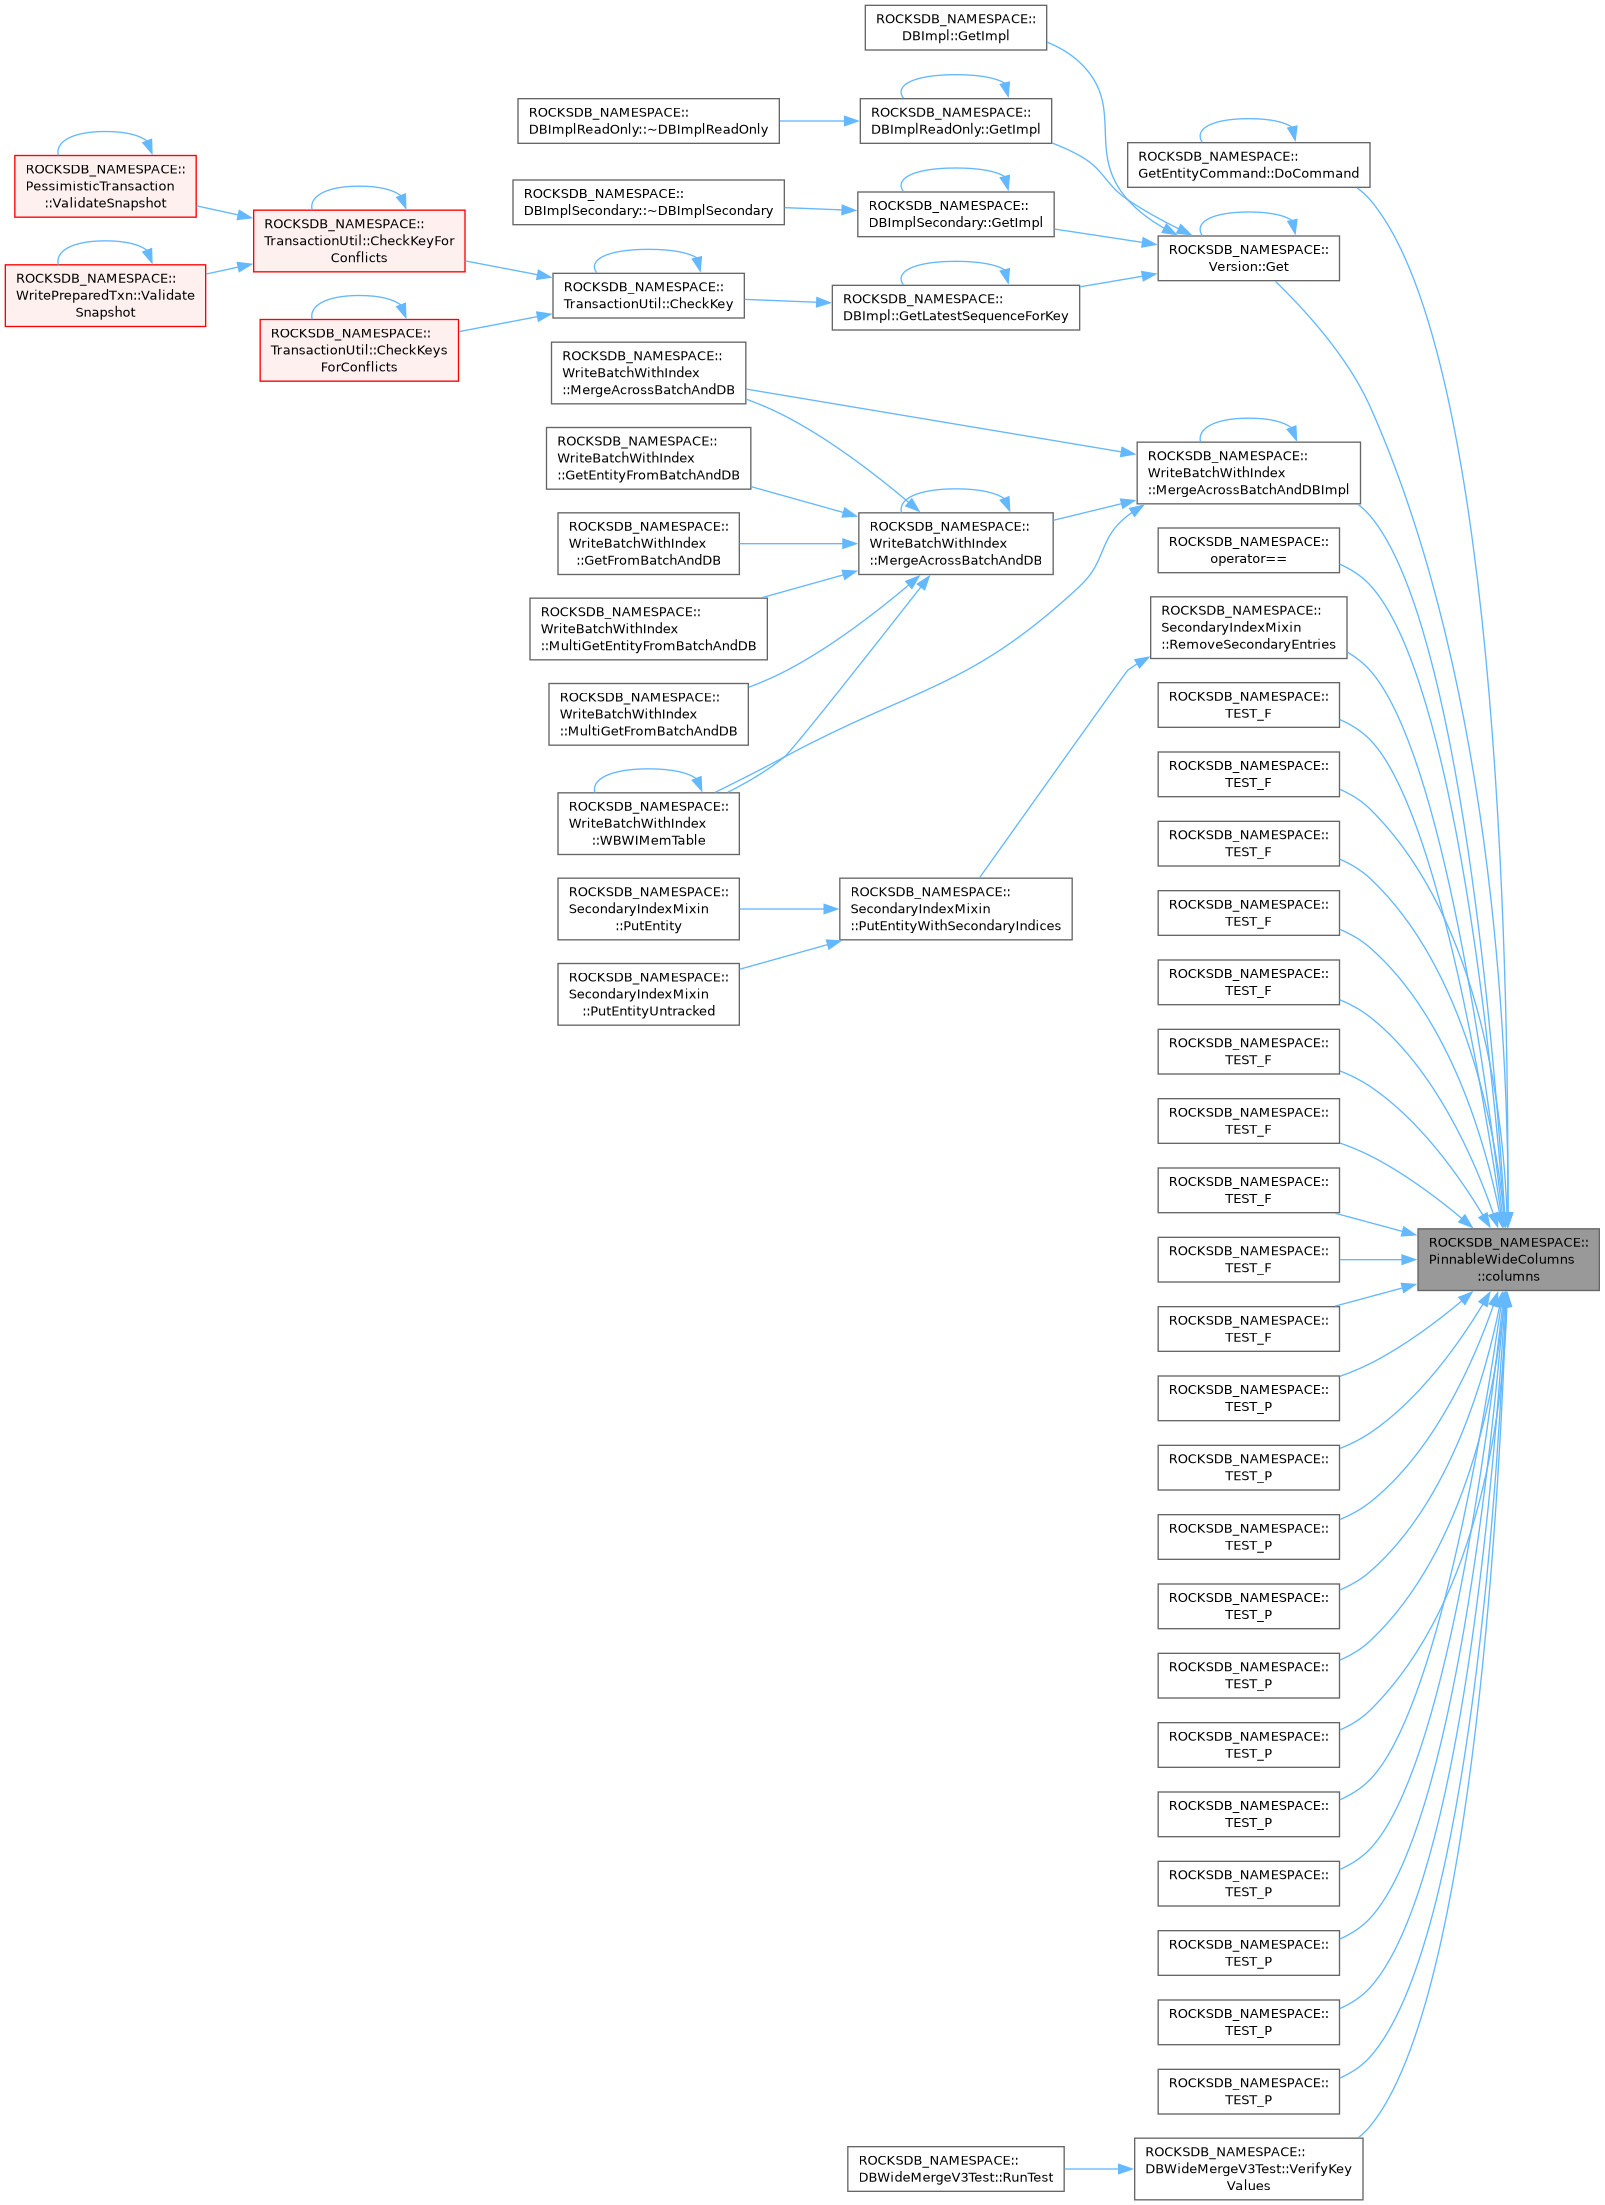 ROCKSDB_NAMESPACE::
DBImpl::GetImpl
ROCKSDB_NAMESPACE::
DBImplReadOnly::~DBImplReadOnly
ROCKSDB_NAMESPACE::
DBImplReadOnly::GetImpl
ROCKSDB_NAMESPACE::
GetEntityCommand::DoCommand
ROCKSDB_NAMESPACE::
PessimisticTransaction
::ValidateSnapshot
ROCKSDB_NAMESPACE::
DBImplSecondary::~DBImplSecondary
ROCKSDB_NAMESPACE::
DBImplSecondary::GetImpl
ROCKSDB_NAMESPACE::
TransactionUtil::CheckKeyFor
Conflicts
ROCKSDB_NAMESPACE::
Version::Get
ROCKSDB_NAMESPACE::
WritePreparedTxn::Validate
Snapshot
ROCKSDB_NAMESPACE::
TransactionUtil::CheckKey
ROCKSDB_NAMESPACE::
DBImpl::GetLatestSequenceForKey
ROCKSDB_NAMESPACE::
TransactionUtil::CheckKeys
ForConflicts
ROCKSDB_NAMESPACE::
WriteBatchWithIndex
::MergeAcrossBatchAndDB
ROCKSDB_NAMESPACE::
WriteBatchWithIndex
::GetEntityFromBatchAndDB
ROCKSDB_NAMESPACE::
WriteBatchWithIndex
::MergeAcrossBatchAndDBImpl
ROCKSDB_NAMESPACE::
WriteBatchWithIndex
::GetFromBatchAndDB
ROCKSDB_NAMESPACE::
WriteBatchWithIndex
::MergeAcrossBatchAndDB
ROCKSDB_NAMESPACE::
operator==
ROCKSDB_NAMESPACE::
WriteBatchWithIndex
::MultiGetEntityFromBatchAndDB
ROCKSDB_NAMESPACE::
SecondaryIndexMixin
::RemoveSecondaryEntries
ROCKSDB_NAMESPACE::
WriteBatchWithIndex
::MultiGetFromBatchAndDB
ROCKSDB_NAMESPACE::
TEST_F
ROCKSDB_NAMESPACE::
TEST_F
ROCKSDB_NAMESPACE::
WriteBatchWithIndex
::WBWIMemTable
ROCKSDB_NAMESPACE::
TEST_F
ROCKSDB_NAMESPACE::
SecondaryIndexMixin
::PutEntity
ROCKSDB_NAMESPACE::
SecondaryIndexMixin
::PutEntityWithSecondaryIndices
ROCKSDB_NAMESPACE::
TEST_F
ROCKSDB_NAMESPACE::
SecondaryIndexMixin
::PutEntityUntracked
ROCKSDB_NAMESPACE::
TEST_F
ROCKSDB_NAMESPACE::
TEST_F
ROCKSDB_NAMESPACE::
TEST_F
ROCKSDB_NAMESPACE::
TEST_F
ROCKSDB_NAMESPACE::
TEST_F
ROCKSDB_NAMESPACE::
PinnableWideColumns
::columns
ROCKSDB_NAMESPACE::
TEST_F
ROCKSDB_NAMESPACE::
TEST_P
ROCKSDB_NAMESPACE::
TEST_P
ROCKSDB_NAMESPACE::
TEST_P
ROCKSDB_NAMESPACE::
TEST_P
ROCKSDB_NAMESPACE::
TEST_P
ROCKSDB_NAMESPACE::
TEST_P
ROCKSDB_NAMESPACE::
TEST_P
ROCKSDB_NAMESPACE::
TEST_P
ROCKSDB_NAMESPACE::
TEST_P
ROCKSDB_NAMESPACE::
TEST_P
ROCKSDB_NAMESPACE::
TEST_P
ROCKSDB_NAMESPACE::
DBWideMergeV3Test::RunTest
ROCKSDB_NAMESPACE::
DBWideMergeV3Test::VerifyKey
Values